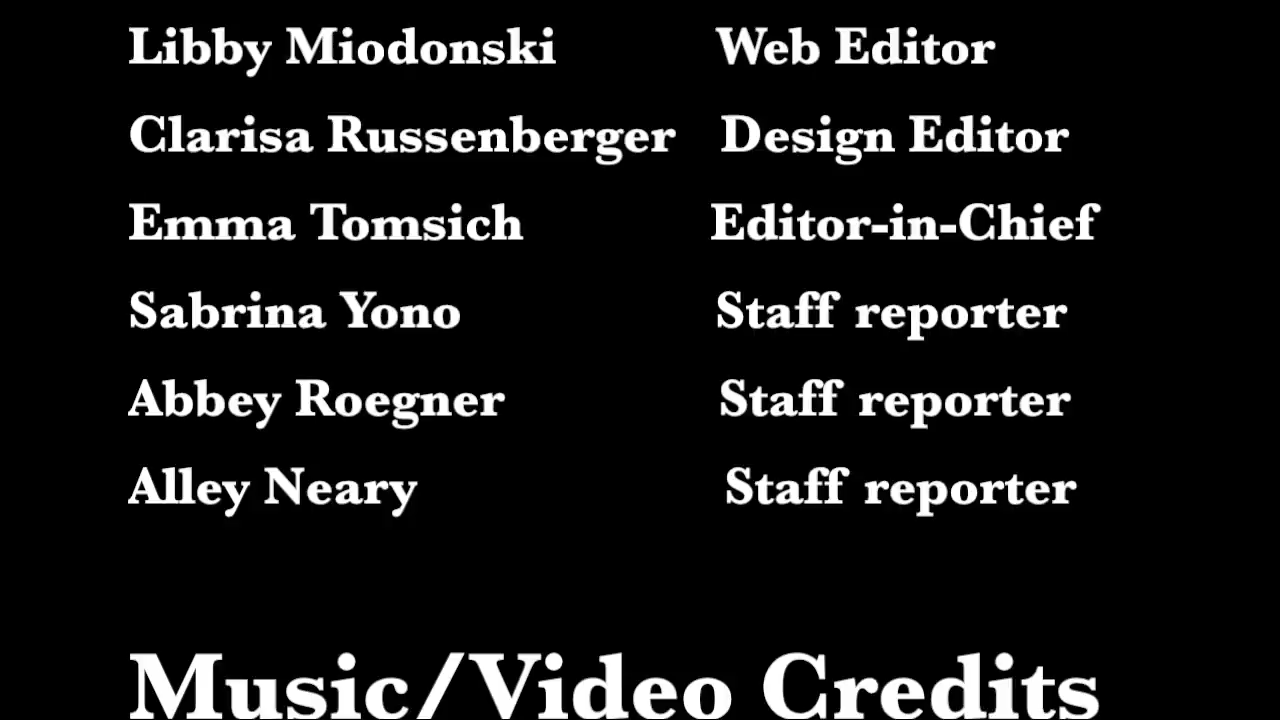 Libby Miodonski Web Editor
Clarisa Russenberger Design Editor
Emma Tomsich Editor-in-Chief
Sabrina Yono Staff reporter
Abbey Roegner Staff reporter
Alley Neary Staff reporter
Music/Video Credits